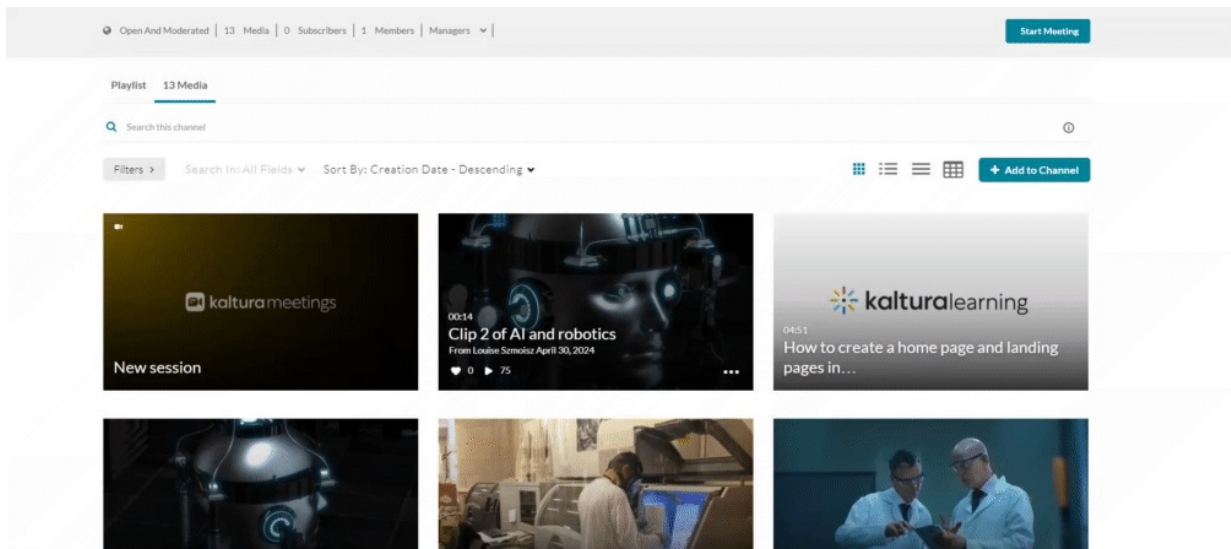 Open And Moderated | 13 Media | 0 Subscribers | 1 Members | Managers |
Start Meeting
Playlist 13 Media
Search this channel
Filters > Search In: All Fields Sort By: Creation Date - Descending
+ Add to Channel
kaltura meetings
New session
00:14
Clip 2 of AI and robotics
From Louise Szmoisz April 30, 2024
0 75
kalturalearning
04:51
How to create a home page and landing
pages in...